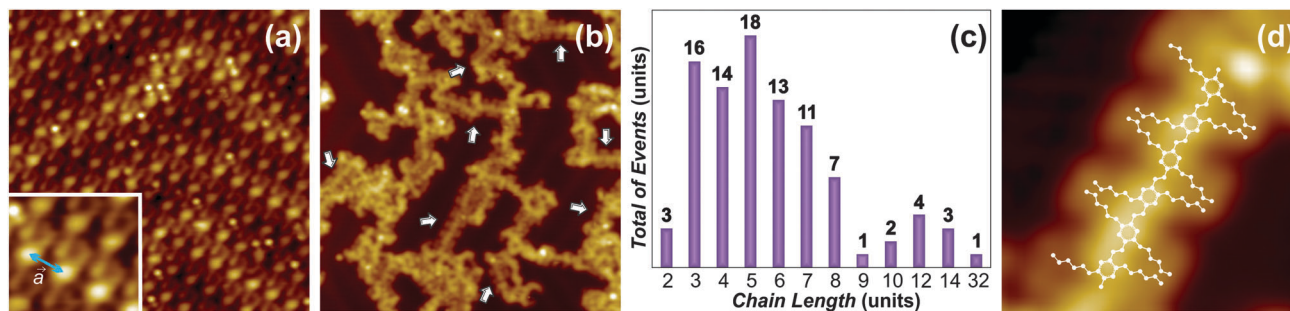 (a)
a
(b)
(c)
Total of Events (units)
3
16
14
18
13
11
7
1
2
4
3
1
2 3 4 5 6 7 8 9 10 12 14 32
Chain Length (units)
(d)